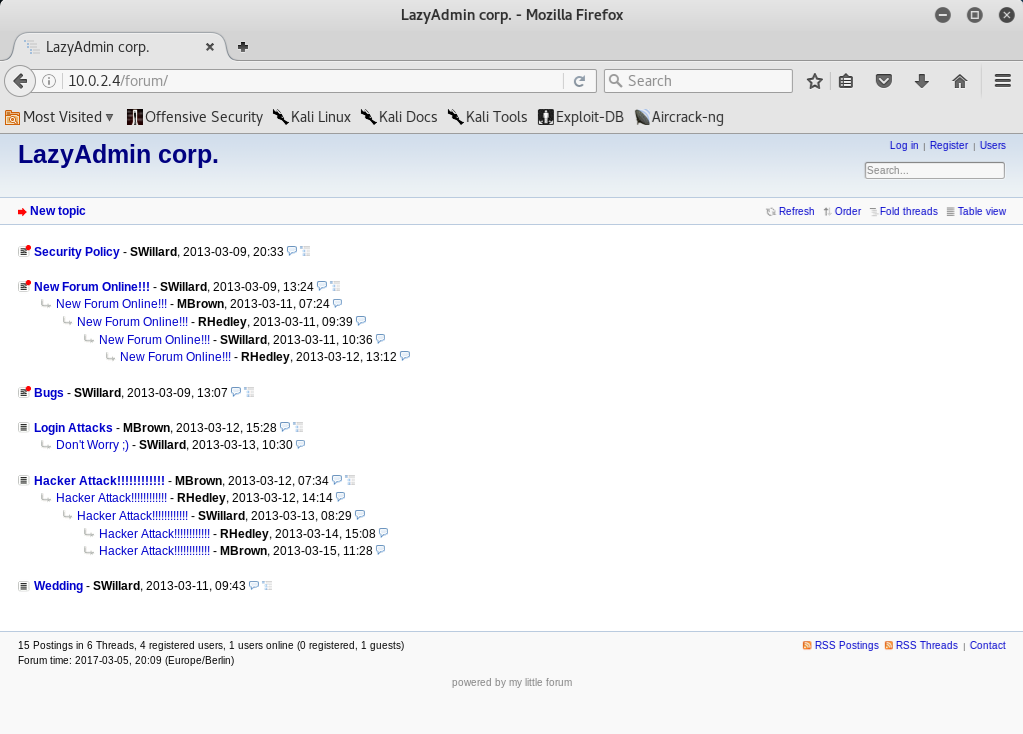 LazyAdmin corp. - Mozilla Firefox
LazyAdmin corp.
10.0.2.4/forum/
Search
Most Visited
Offensive Security
Kali Linux
Kali Docs
Kali Tools
Exploit-DB
Aircrack-ng
LazyAdmin corp.
Log in | Register | Users
Search...
New topic
Refresh Order Fold threads Table view
Security Policy - SWillard, 2013-03-09, 20:33
New Forum Online!!! - SWillard, 2013-03-09, 13:24
New Forum Online!!! - MBrown, 2013-03-11, 07:24
New Forum Online!!! - RHedley, 2013-03-11, 09:39
New Forum Online!!! - SWillard, 2013-03-11, 10:36
New Forum Online!!! - RHedley, 2013-03-12, 13:12
Bugs - SWillard, 2013-03-09, 13:07
Login Attacks - MBrown, 2013-03-12, 15:28
Don't Worry ;) - SWillard, 2013-03-13, 10:30
Hacker Attack!!!!!!!!!!!! - MBrown, 2013-03-12, 07:34
Hacker Attack!!!!!!!!!!!! - RHedley, 2013-03-12, 14:14
Hacker Attack!!!!!!!!!!!! - SWillard, 2013-03-13, 08:29
Hacker Attack!!!!!!!!!!!! - RHedley, 2013-03-14, 15:08
Hacker Attack!!!!!!!!!!!! - MBrown, 2013-03-15, 11:28
Wedding - SWillard, 2013-03-11, 09:43
15 Postings in 6 Threads, 4 registered users, 1 users online (0 registered, 1 guests)
RSS Postings RSS Threads | Contact
Forum time: 2017-03-05, 20:09 (Europe/Berlin)
powered by my little forum